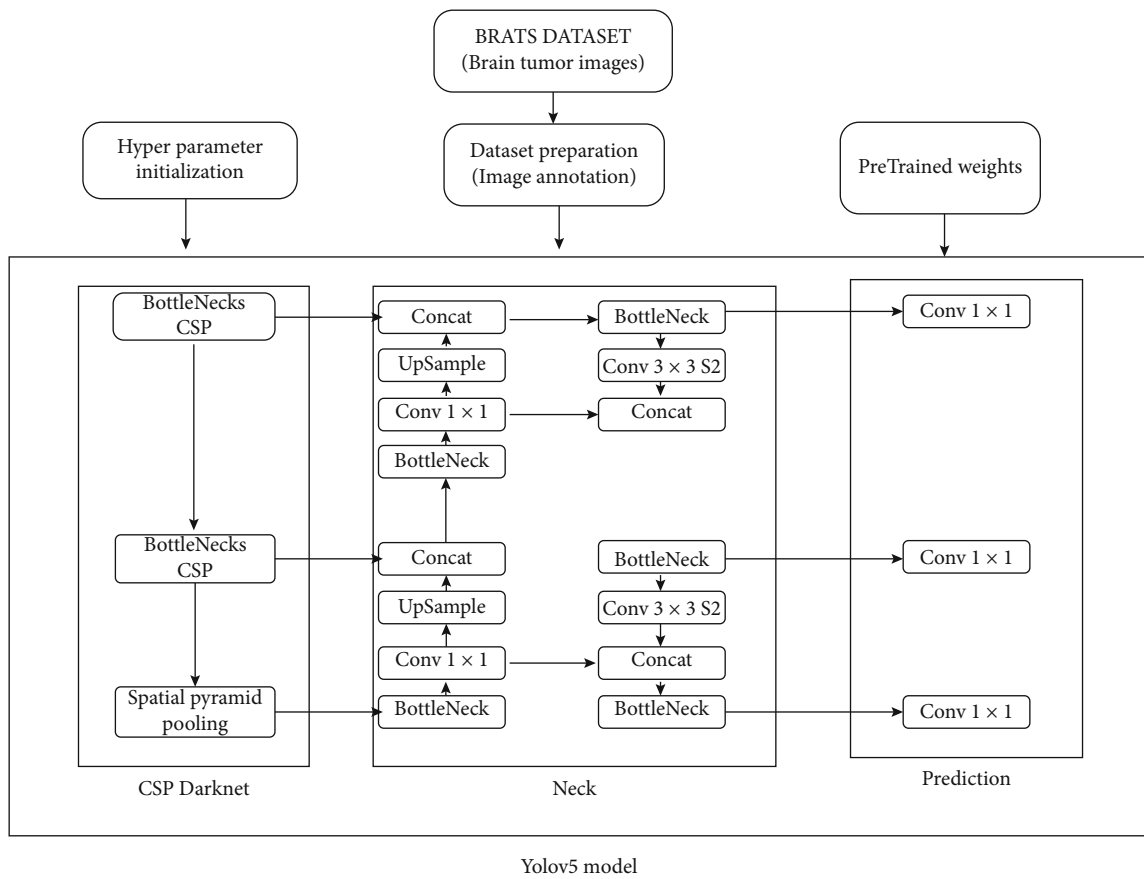 BRATS DATASET
(Brain tumor images)
Hyper parameter
initialization
Dataset preparation
(Image annotation)
PreTrained weights
BottleNecks
CSP
BottleNecks
CSP
Spatial pyramid
pooling
CSP Darknet
Concat
UpSample
Conv 1 × 1
BottleNeck
Concat
UpSample
Conv 1 × 1
BottleNeck
BottleNeck
Conv 3 × 3 S2
Concat
BottleNeck
Conv 3 × 3 S2
Concat
BottleNeck
Neck
Conv 1 × 1
Conv 1 × 1
Conv 1 × 1
Prediction
Yolov5 model